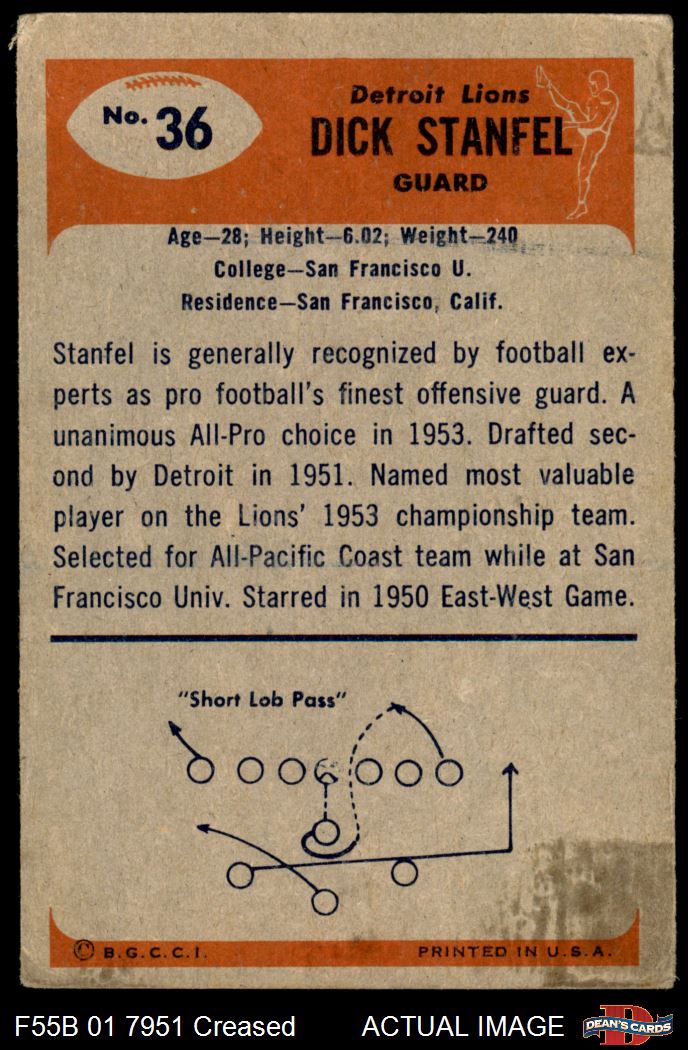 No. 36
Detroit Lions
DICK STANFEL
GUARD
Age—28; Height—6.02; Weight—240
College—San Francisco U.
Residence—San Francisco, Calif.
Stanfel is generally recognized by football ex-
perts as pro football's finest offensive guard. A
unanimous All-Pro choice in 1953. Drafted sec-
ond by Detroit in 1951. Named most valuable
player on the Lions' 1953 championship team.
Selected for All-Pacific Coast team while at San
Francisco Univ. Starred in 1950 East-West Game.
"Short Lob Pass"
© B.G.C.C.I. PRINTED IN U.S.A.
F55B 01 7951 Creased ACTUAL IMAGE DEAN'S CARDS